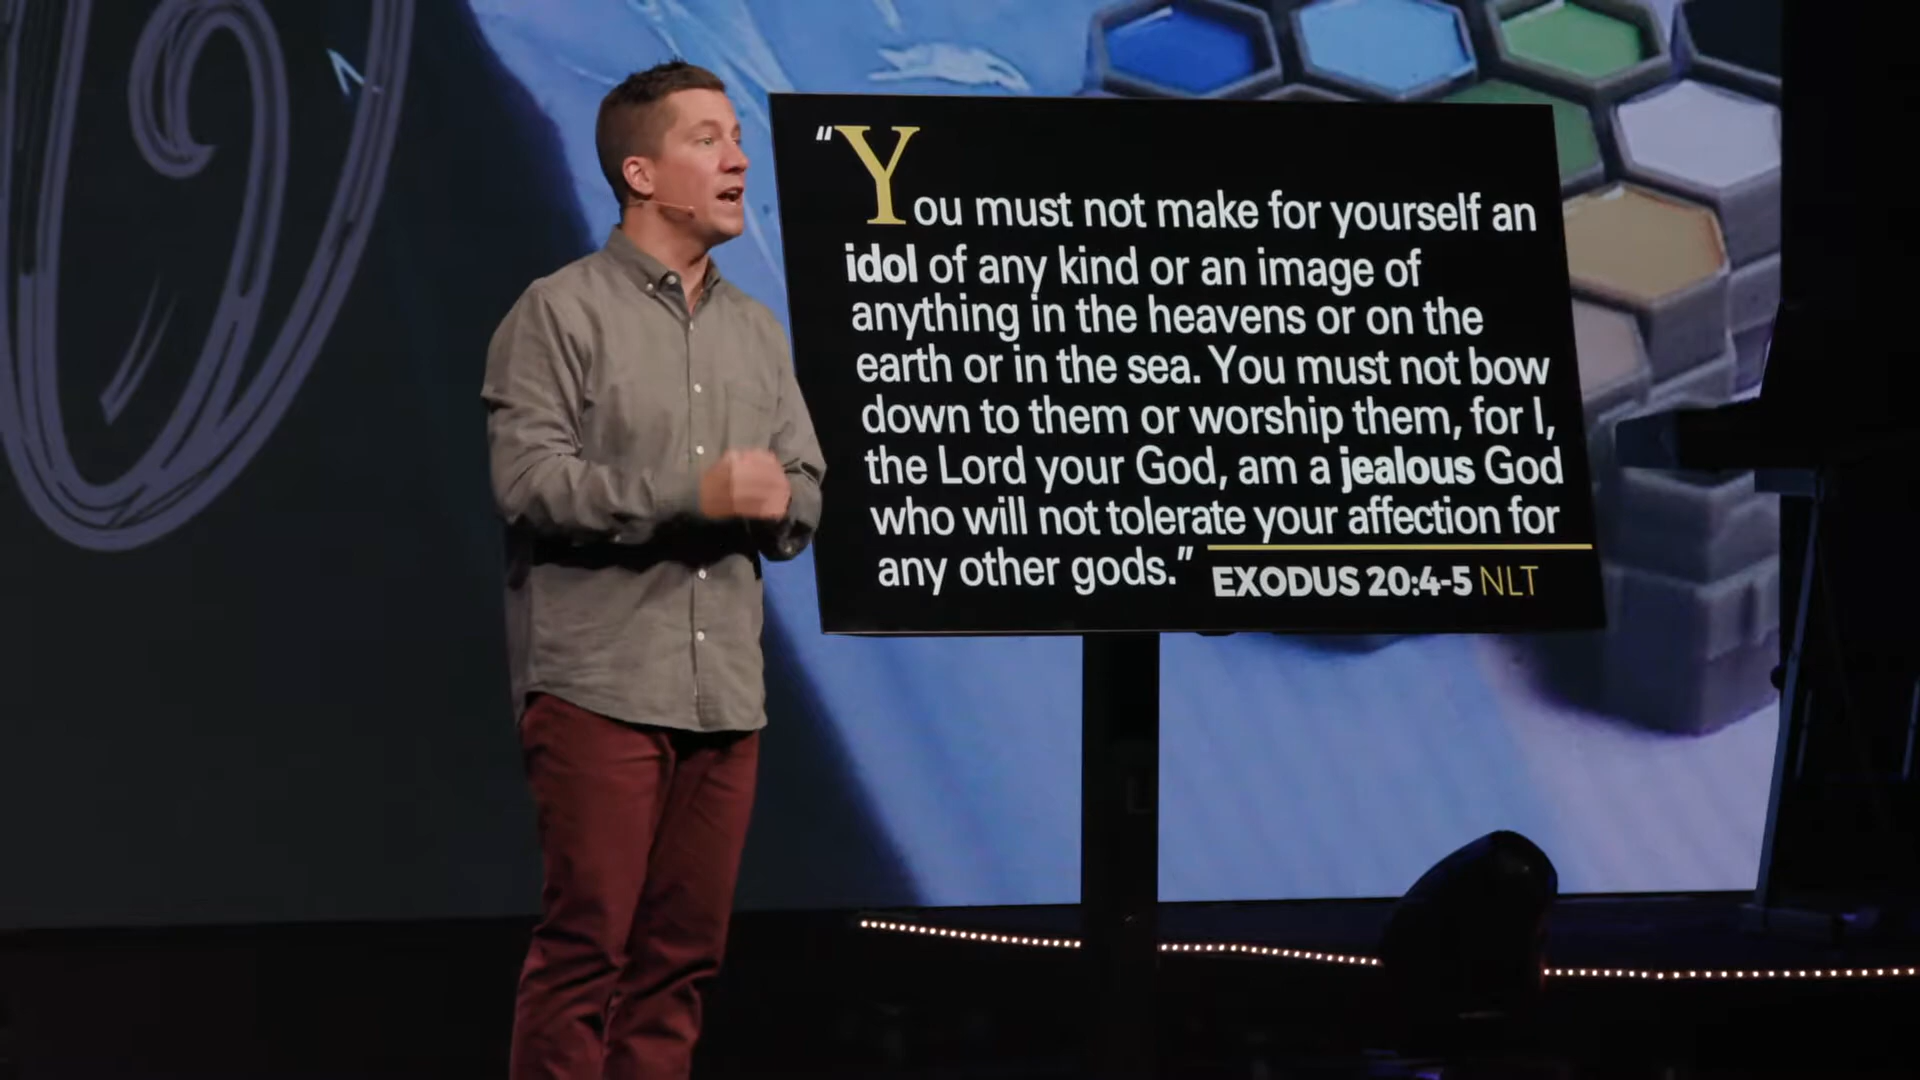 “You must not make for yourself an
idol of any kind or an image of
anything in the heavens or on the
earth or in the sea. You must not bow
down to them or worship them, for I,
the Lord your God, am a jealous God
who will not tolerate your affection for
any other gods.”
EXODUS 20:4-5 NLT